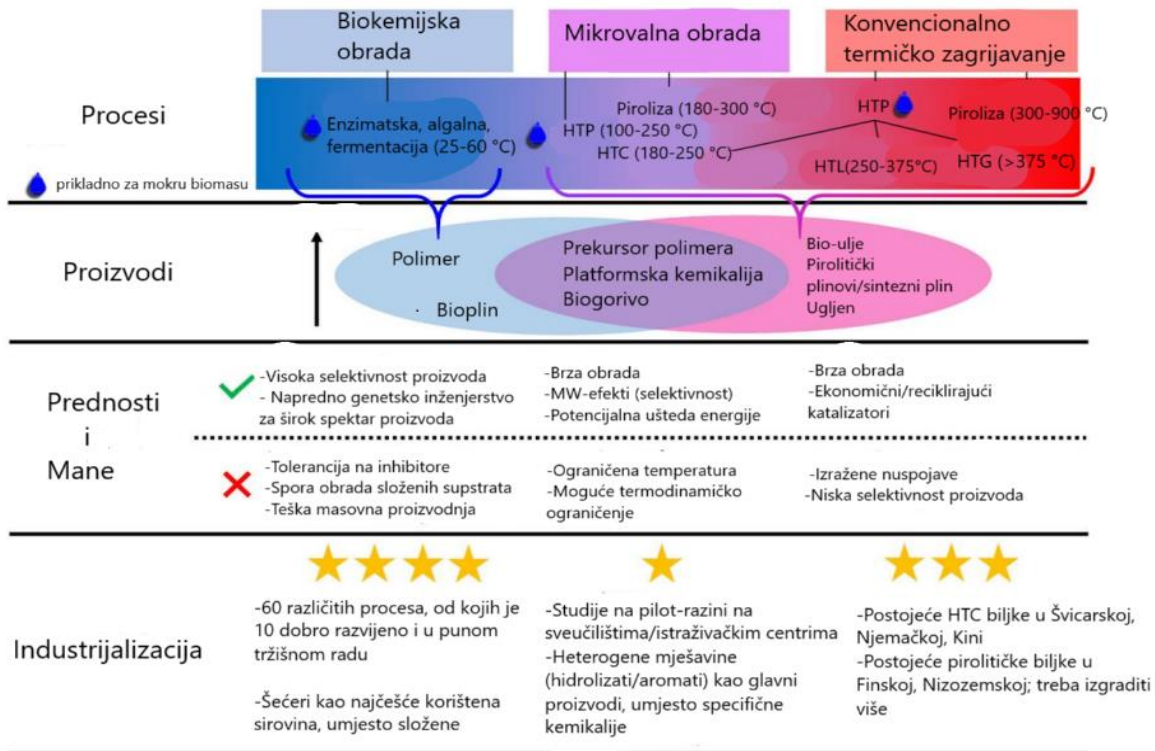 Biokemijska
obrada
Mikrovalna obrada
Konvencionalno
termičko zagrijavanje
Procesi
Enzimatska, algalna,
fermentacija (25-60 °C)
Piroliza (180-300 °C)
HTP (100-250 °C)
HTC (180-250 °C)
HTP
Piroliza (300-900 °C)
HTL(250-375°C)
HTG (>375 °C)
prikladno za mokru biomasu
Proizvodi
Polimer
Bioplin
Prekursor polimera
Platformska kemikalija
Biogorivo
Bio-ulje
Pirolitički
plinovi/sintezni plin
Ugljen
Prednosti
i
Mane
-Visoka selektivnost proizvoda
- Napredno genetsko inženjerstvo
za širok spektar proizvoda
-Brza obrada
-MW-efekti (selektivnost)
-Potencijalna ušteda energije
-Brza obrada
-Ekonomični/reciklirajući
katalizatori
-Tolerancija na inhibitore
-Spora obrada složenih supstrata
-Teška masovna proizvodnja
-Ograničena temperatura
-Moguće termodinamičko
ograničenje
-Izražene nuspojave
-Niska selektivnost proizvoda
Industrijalizacija
-60 različitih procesa, od kojih je
10 dobro razvijeno i u punom
tržišnom radu
-Šećeri kao najčešće korištena
sirovina, umjesto složene
-Studije na pilot-razini na
sveučilištima/istraživačkim centrima
-Heterogene mješavine
(hidrolizati/aromati) kao glavni
proizvodi, umjesto specifične
kemikalije
-Postojeće HTC biljke u Švicarskoj,
Njemačkoj, Kini
-Postojeće pirolitičke biljke u
Finskoj, Nizozemskoj; treba izgraditi
više